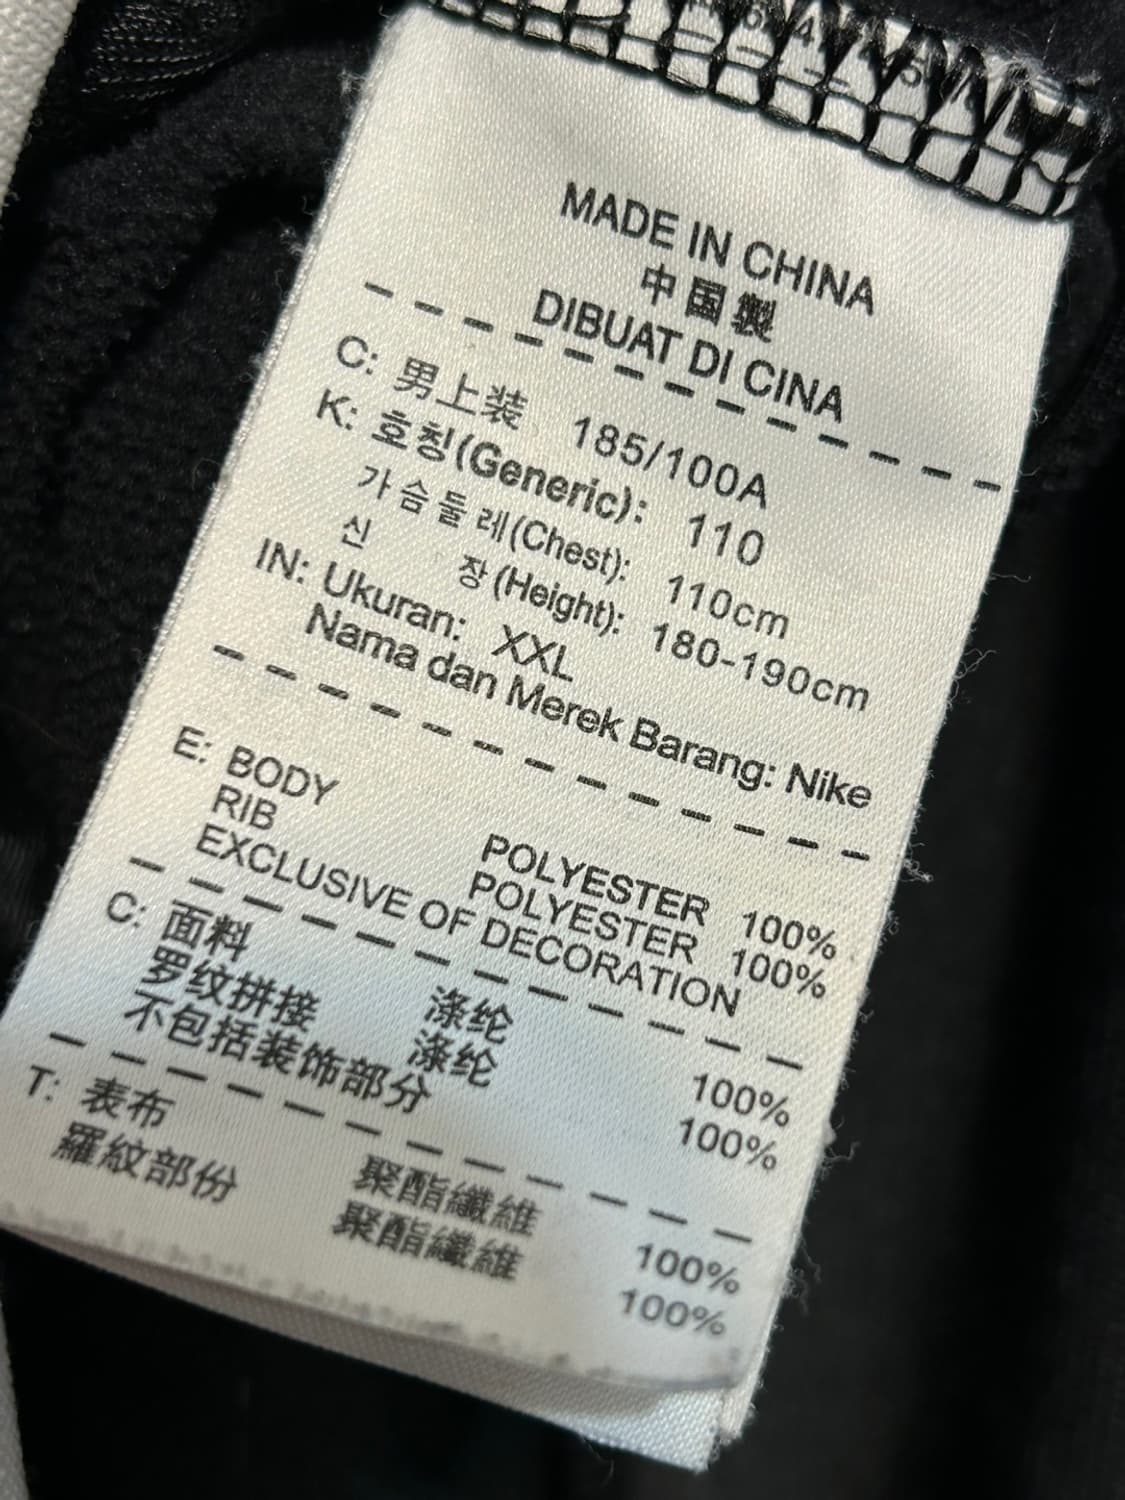 MADE IN CHINA
中国製
DIBUAT DI CINA
C: 男上装 185/100A
K: 호칭(Generic): 110
가슴둘레(Chest): 110cm
신 장(Height): 180-190cm
IN: Ukuran: XXL
Nama dan Merek Barang: Nike
E: BODY POLYESTER 100%
RIB POLYESTER 100%
EXCLUSIVE OF DECORATION
C: 面料 涤纶 100%
罗纹拼接 涤纶 100%
不包括装饰部分
T: 表布 聚酯纖維 100%
羅紋部份 聚酯纖維 100%